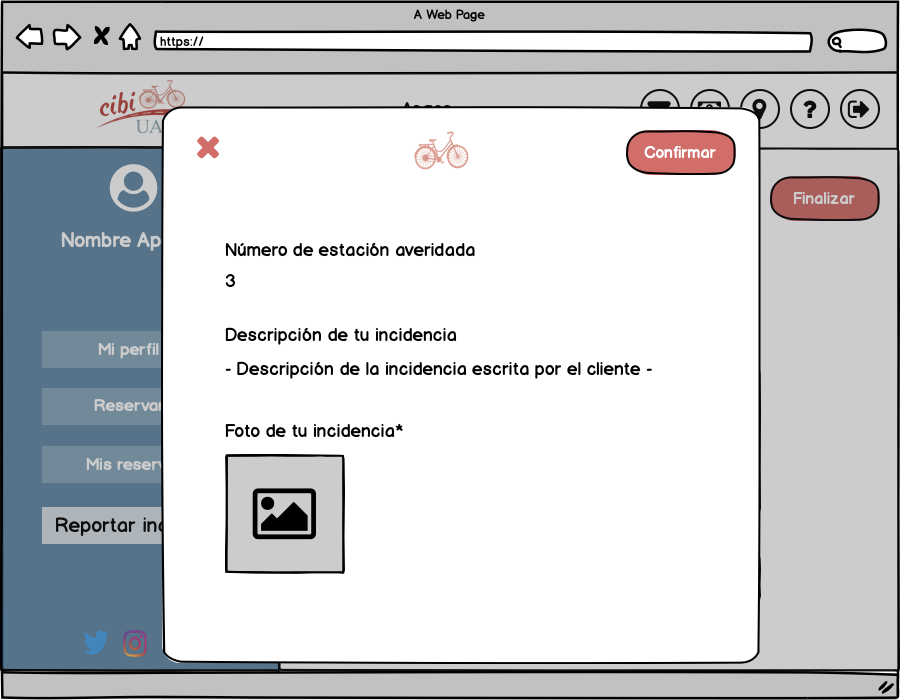 A Web Page
https://
cibi
UA
Confirmar
Finalizar
?
Nombre Ap
Número de estación averidada
3
Mi perfil
Descripción de tu incidencia
- Descripción de la incidencia escrita por el cliente -
Reservar
Mis reserv
Foto de tu incidencia*
Reportar inc